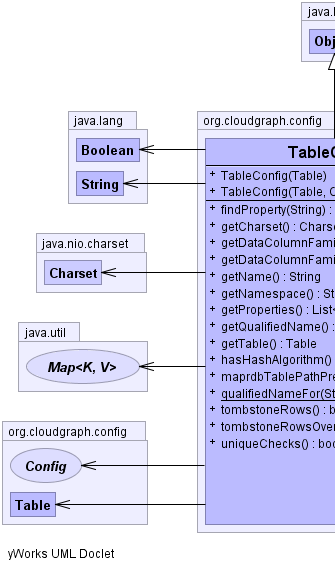 java.l
Obj
java.lang
Boolean
String
org.cloudgraph.config
TableC
+ TableConfig(Table)
+ TableConfig(Table, C
+ findProperty(String) :
+ getCharset() : Charse
+ getDataColumnFami
+ getDataColumnFami
+ getName() : String
+ getNamespace() : St
+ getProperties() : List<
+ getQualifiedName() :
+ getTable() : Table
+ hasHashAlgorithm()
+ maprdbTablePathPre
+ qualifiedNameFor(St
+ tombstoneRows() : b
+ tombstoneRowsOver
+ uniqueChecks() : boo
java.nio.charset
Charset
java.util
Map<K, V>
org.cloudgraph.config
Config
Table
yWorks UML Doclet